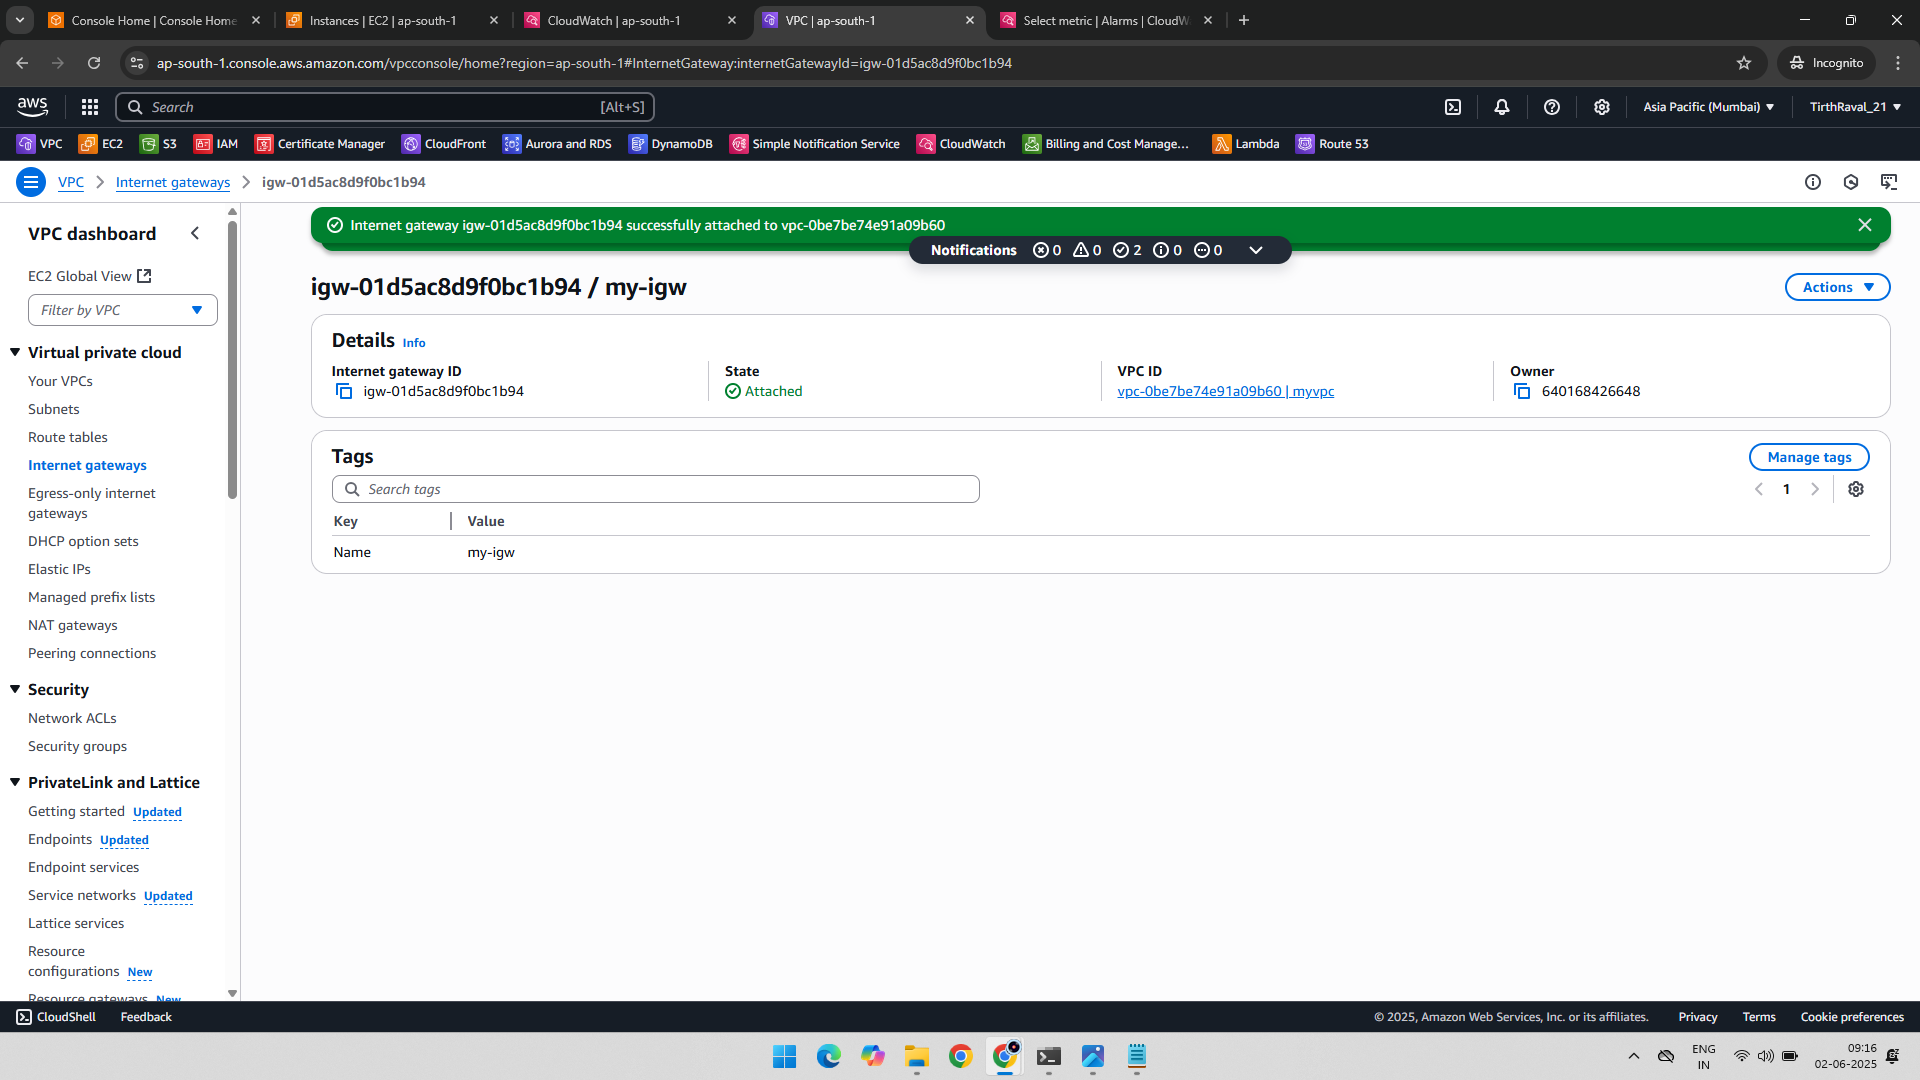 Console Home | Console Home
Instances | EC2 | ap-south-1
CloudWatch | ap-south-1
VPC | ap-south-1
Select metric | Alarms | CloudW
ap-south-1.console.aws.amazon.com/vpcconsole/home?region=ap-south-1#InternetGateway:internetGatewayId=igw-01d5ac8d9f0bc1b94
Incognito
aws
Search
[Alt+S]
Asia Pacific (Mumbai)
TirthRaval_21
VPC
EC2
S3
IAM
Certificate Manager
CloudFront
Aurora and RDS
DynamoDB
Simple Notification Service
CloudWatch
Billing and Cost Manage...
Lambda
Route 53
VPC
Internet gateways
igw-01d5ac8d9f0bc1b94
VPC dashboard
EC2 Global View
Filter by VPC
Virtual private cloud
Your VPCs
Subnets
Route tables
Internet gateways
Egress-only internet
gateways
DHCP option sets
Elastic IPs
Managed prefix lists
NAT gateways
Peering connections
Security
Network ACLs
Security groups
PrivateLink and Lattice
Getting started Updated
Endpoints Updated
Endpoint services
Service networks Updated
Lattice services
Resource
configurations New
Resource gateways New
Internet gateway igw-01d5ac8d9f0bc1b94 successfully attached to vpc-0be7be74e91a09b60
Notifications 0 0 2 0 0
igw-01d5ac8d9f0bc1b94 / my-igw
Actions
Details Info
Internet gateway ID
igw-01d5ac8d9f0bc1b94
State
Attached
VPC ID
vpc-0be7be74e91a09b60 | myvpc
Owner
640168426648
Tags
Manage tags
Search tags
1
Key Value
Name my-igw
CloudShell
Feedback
© 2025, Amazon Web Services, Inc. or its affiliates.
Privacy
Terms
Cookie preferences
ENG
IN
09:16
02-06-2025